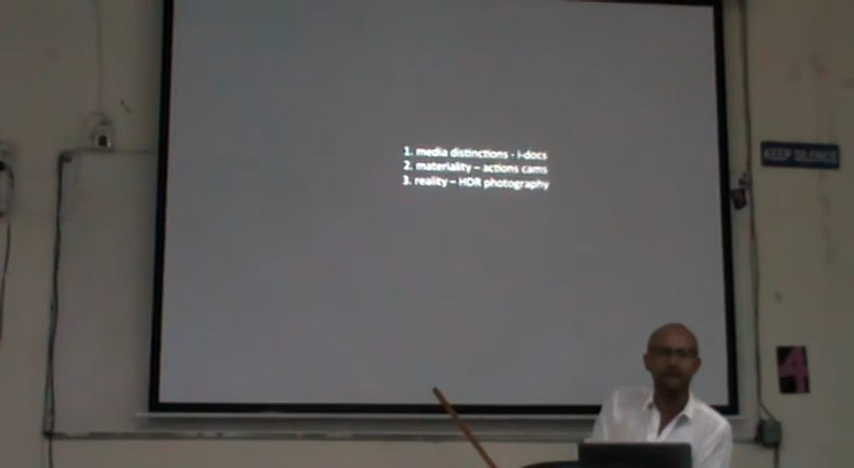 1. media distinctions - i-docs
2. materiality – actions cams
3. reality – HDR photography
KEEP SILENCE
4